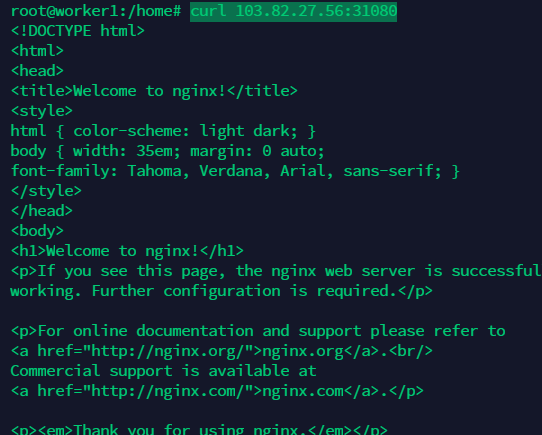 root@worker1:/home# curl 103.82.27.56:31080
<!DOCTYPE html>
<html>
<head>
<title>Welcome to nginx!</title>
<style>
html { color-scheme: light dark; }
body { width: 35em; margin: 0 auto;
font-family: Tahoma, Verdana, Arial, sans-serif; }
</style>
</head>
<body>
<h1>Welcome to nginx!</h1>
<p>If you see this page, the nginx web server is successful
working. Further configuration is required.</p>
<p>For online documentation and support please refer to
<a href="http://nginx.org/">nginx.org</a>.<br/>
Commercial support is available at
<a href="http://nginx.com/">nginx.com</a>.</p>
<p><em>Thank you for using nginx.</em></p>